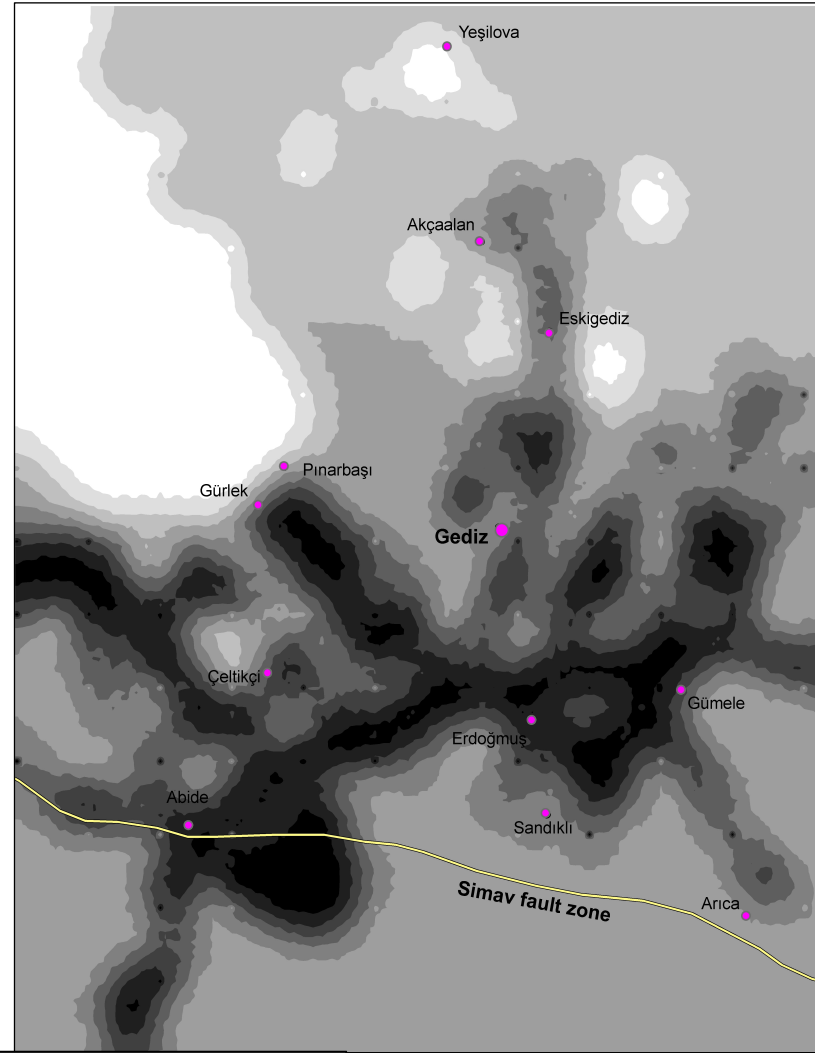 Yeşilova
Akçaalan
Eskigediz
Pınarbaşı
Gürlek
Gediz
Çeltikçi
Gümele
Erdoğmuş
Abide
Sandıklı
Simav fault zone
Arıca